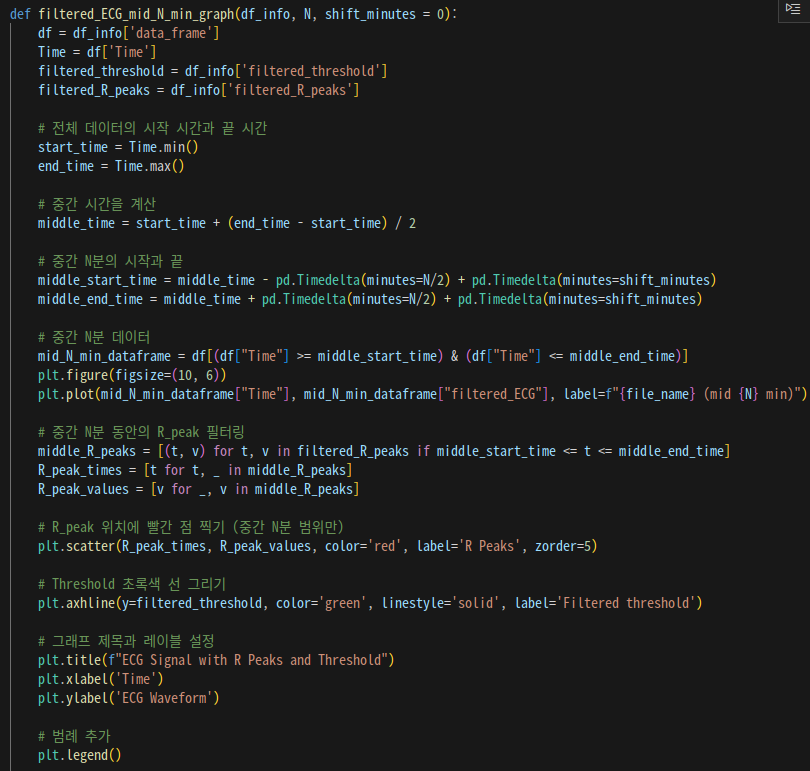 def filtered_ECG_mid_N_min_graph(df_info, N, shift_minutes = 0):
    df = df_info['data_frame']
    Time = df['Time']
    filtered_threshold = df_info['filtered_threshold']
    filtered_R_peaks = df_info['filtered_R_peaks']

    # 전체 데이터의 시작 시간과 끝 시간
    start_time = Time.min()
    end_time = Time.max()

    # 중간 시간을 계산
    middle_time = start_time + (end_time - start_time) / 2

    # 중간 N분의 시작과 끝
    middle_start_time = middle_time - pd.Timedelta(minutes=N/2) + pd.Timedelta(minutes=shift_minutes)
    middle_end_time = middle_time + pd.Timedelta(minutes=N/2) + pd.Timedelta(minutes=shift_minutes)

    # 중간 N분 데이터
    mid_N_min_dataframe = df[(df["Time"] >= middle_start_time) & (df["Time"] <= middle_end_time)]
    plt.figure(figsize=(10, 6))
    plt.plot(mid_N_min_dataframe["Time"], mid_N_min_dataframe["filtered_ECG"], label=f"{file_name} (mid {N} min)")

    # 중간 N분 동안의 R_peak 필터링
    middle_R_peaks = [(t, v) for t, v in filtered_R_peaks if middle_start_time <= t <= middle_end_time]
    R_peak_times = [t for t, _ in middle_R_peaks]
    R_peak_values = [v for _, v in middle_R_peaks]

    # R_peak 위치에 빨간 점 찍기 (중간 N분 범위만)
    plt.scatter(R_peak_times, R_peak_values, color='red', label='R Peaks', zorder=5)

    # Threshold 초록색 선 그리기
    plt.axhline(y=filtered_threshold, color='green', linestyle='solid', label='Filtered threshold')

    # 그래프 제목과 레이블 설정
    plt.title(f"ECG Signal with R Peaks and Threshold")
    plt.xlabel('Time')
    plt.ylabel('ECG Waveform')

    # 범례 추가
    plt.legend()